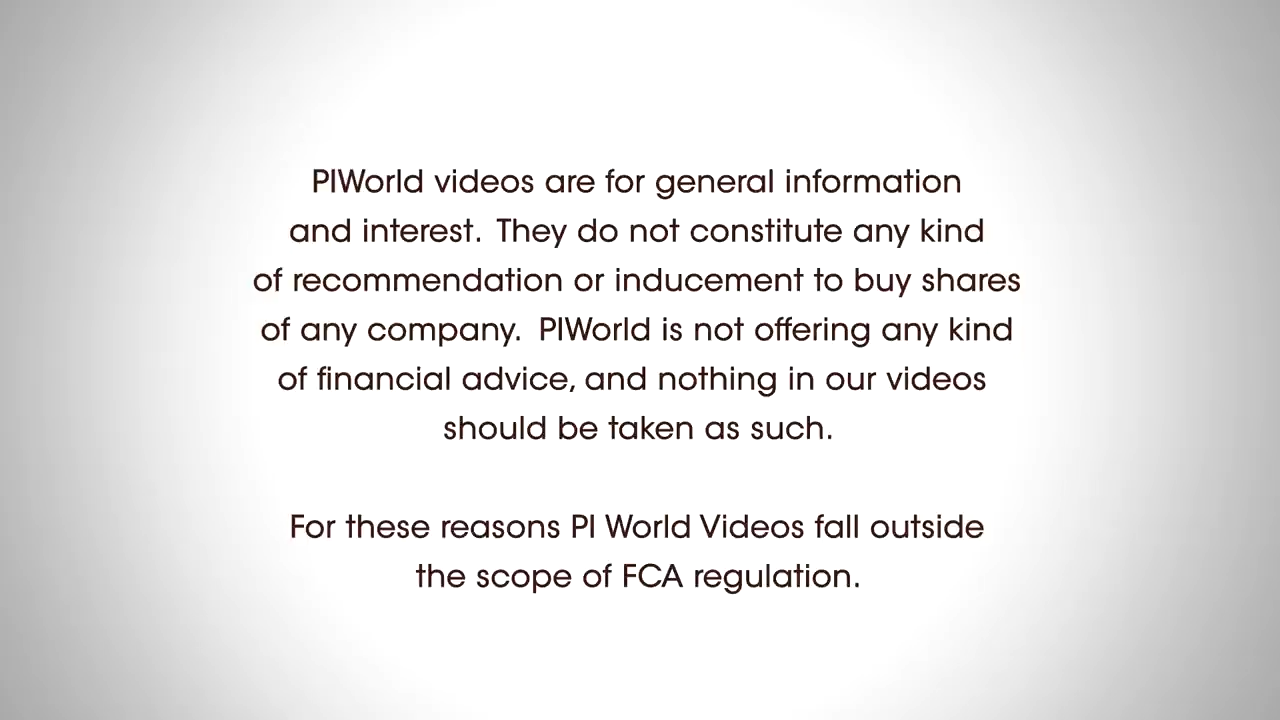 PIWorld videos are for general information
and interest. They do not constitute any kind
of recommendation or inducement to buy shares
of any company. PIWorld is not offering any kind
of financial advice, and nothing in our videos
should be taken as such.
For these reasons PI World Videos fall outside
the scope of FCA regulation.